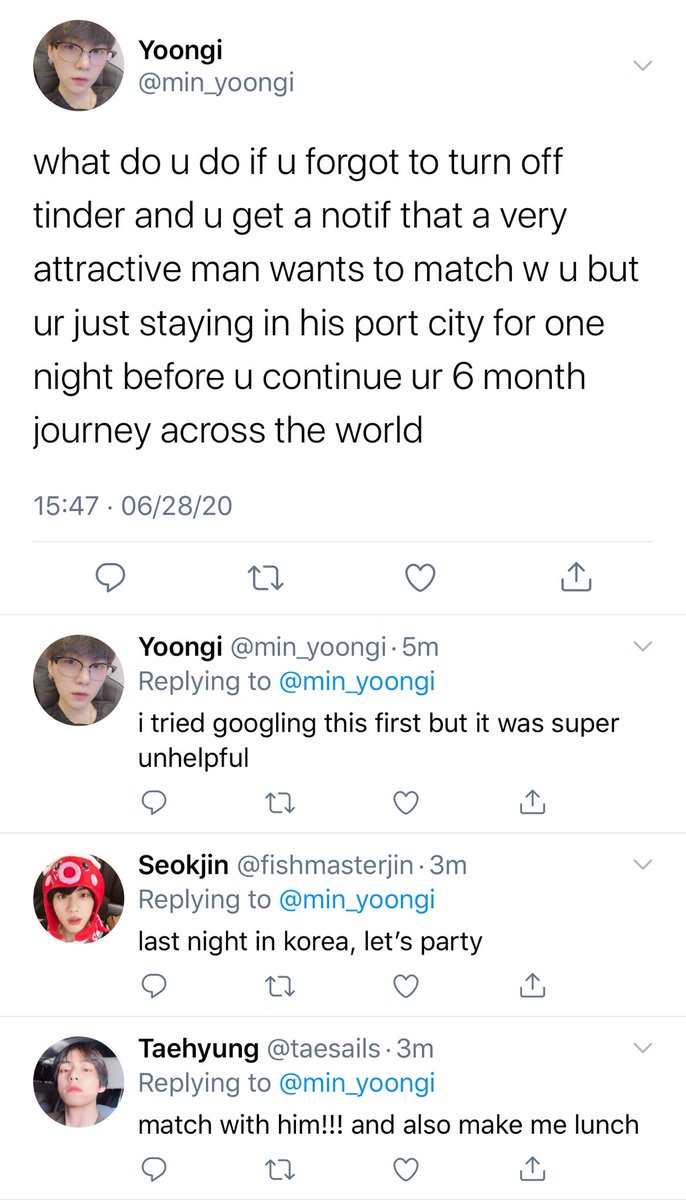 Yoongi
@min_yoongi
what do u do if u forgot to turn off
tinder and u get a notif that a very
attractive man wants to match w u but
ur just staying in his port city for one
night before u continue ur 6 month
journey across the world
15:47 · 06/28/20
Yoongi @min_yoongi · 5m
Replying to @min_yoongi
i tried googling this first but it was super
unhelpful
Seokjin @fishmasterjin · 3m
Replying to @min_yoongi
last night in korea, let’s party
Taehyung @taesails · 3m
Replying to @min_yoongi
match with him!!! and also make me lunch